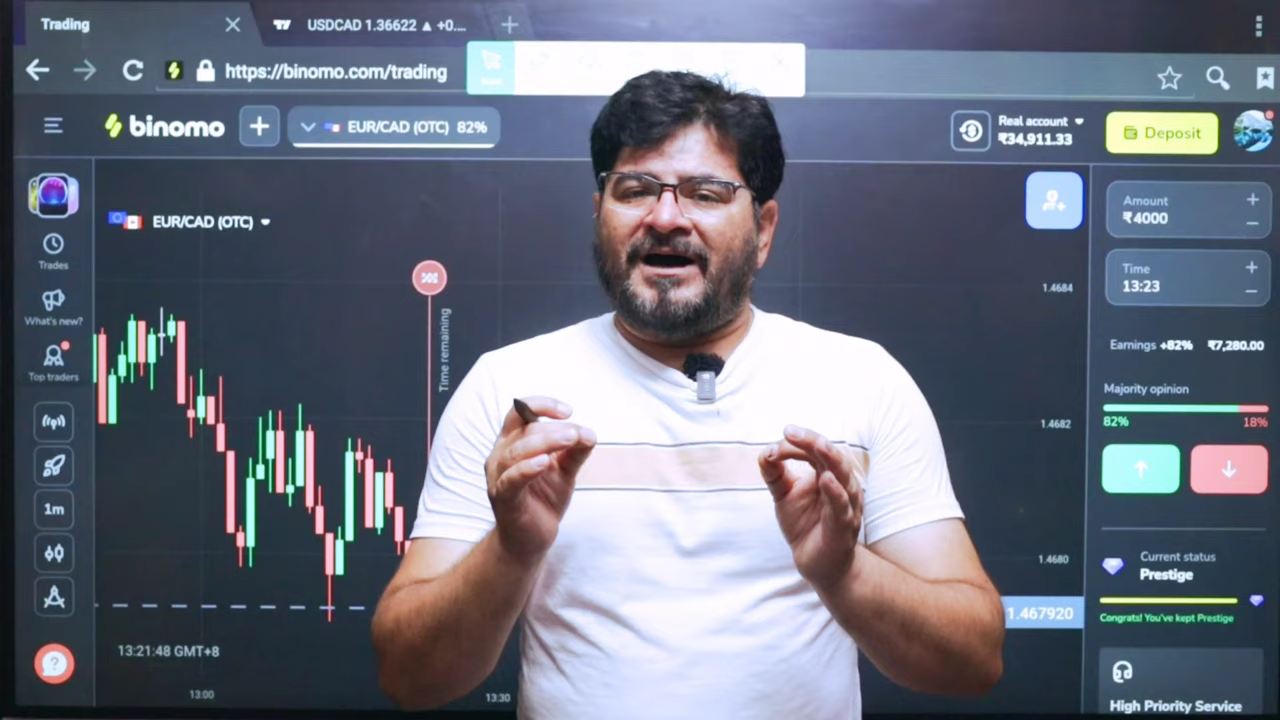 Trading
USDCAD 1.36622 ▲ +0...
https://binomo.com/trading
binomo
EUR/CAD (OTC) 82%
Real account
₹34,911.33
Deposit
EUR/CAD (OTC)
Trades
What's new?
Top traders
1m
Time remaining
1.4684
1.4682
1.4680
1.467920
13:21:48 GMT+8
13:00
13:30
Amount
₹4000
Time
13:23
Earnings +82% ₹7,280.00
Majority opinion
82% 18%
Current status
Prestige
Congrats! You've kept Prestige
High Priority Service